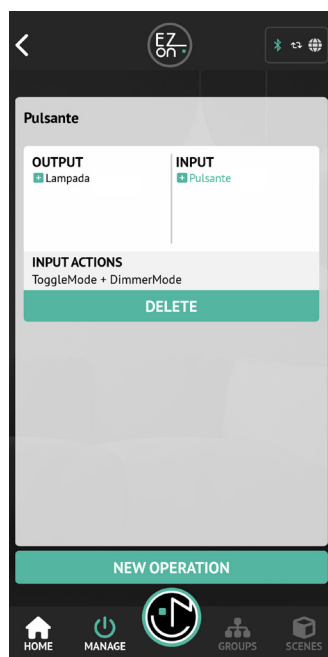 EZ
on
Pulsante
OUTPUT
Lampada
INPUT
Pulsante
INPUT ACTIONS
ToggleMode + DimmerMode
DELETE
NEW OPERATION
HOME
MANAGE
GROUPS
SCENES